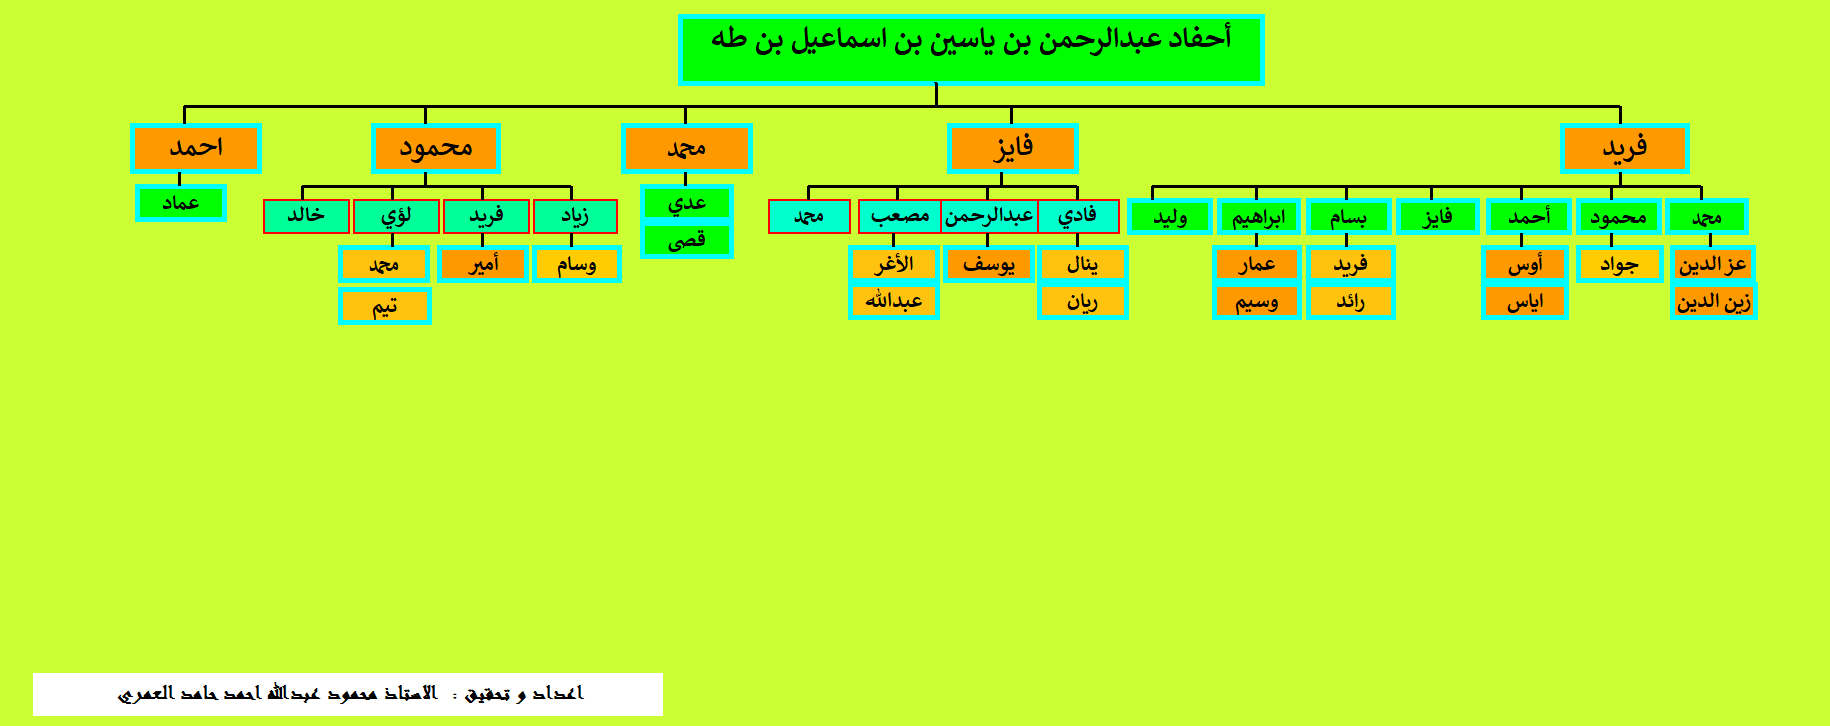 أحفاد عبدالرحمن بن ياسين بن اسماعيل بن طه
فريد
فايز
محمد
محمود
احمد
محمد
محمود
أحمد
فايز
بسام
ابراهيم
وليد
فادي
عبدالرحمن
مصعب
محمد
عدي
قصي
زياد
فريد
لؤي
خالد
عماد
عز الدين
زين الدين
جواد
أوس
اياس
فريد
رائد
عمار
وسيم
ينال
ريان
يوسف
الأغر
عبدالله
وسام
أمير
محمد
تيم
اعداد و تحقيق : الاستاذ محمود عبدالله احمد حامد العمري